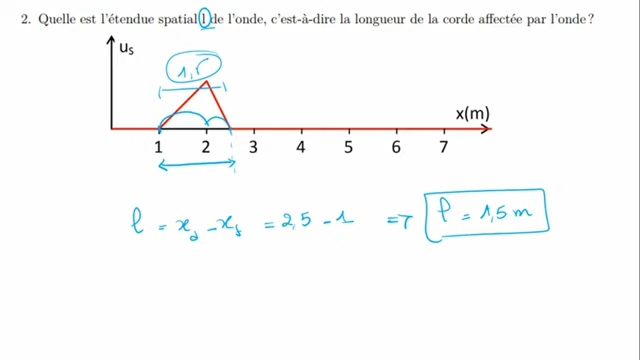 2. Quelle est l'étendue spatial l de l'onde, c'est-à-dire la longueur de la corde affectée par l'onde ?
us
1,5
x(m)
1 2 3 4 5 6 7
l = x₂ - x₁ = 2,5 - 1 => l = 1,5 m